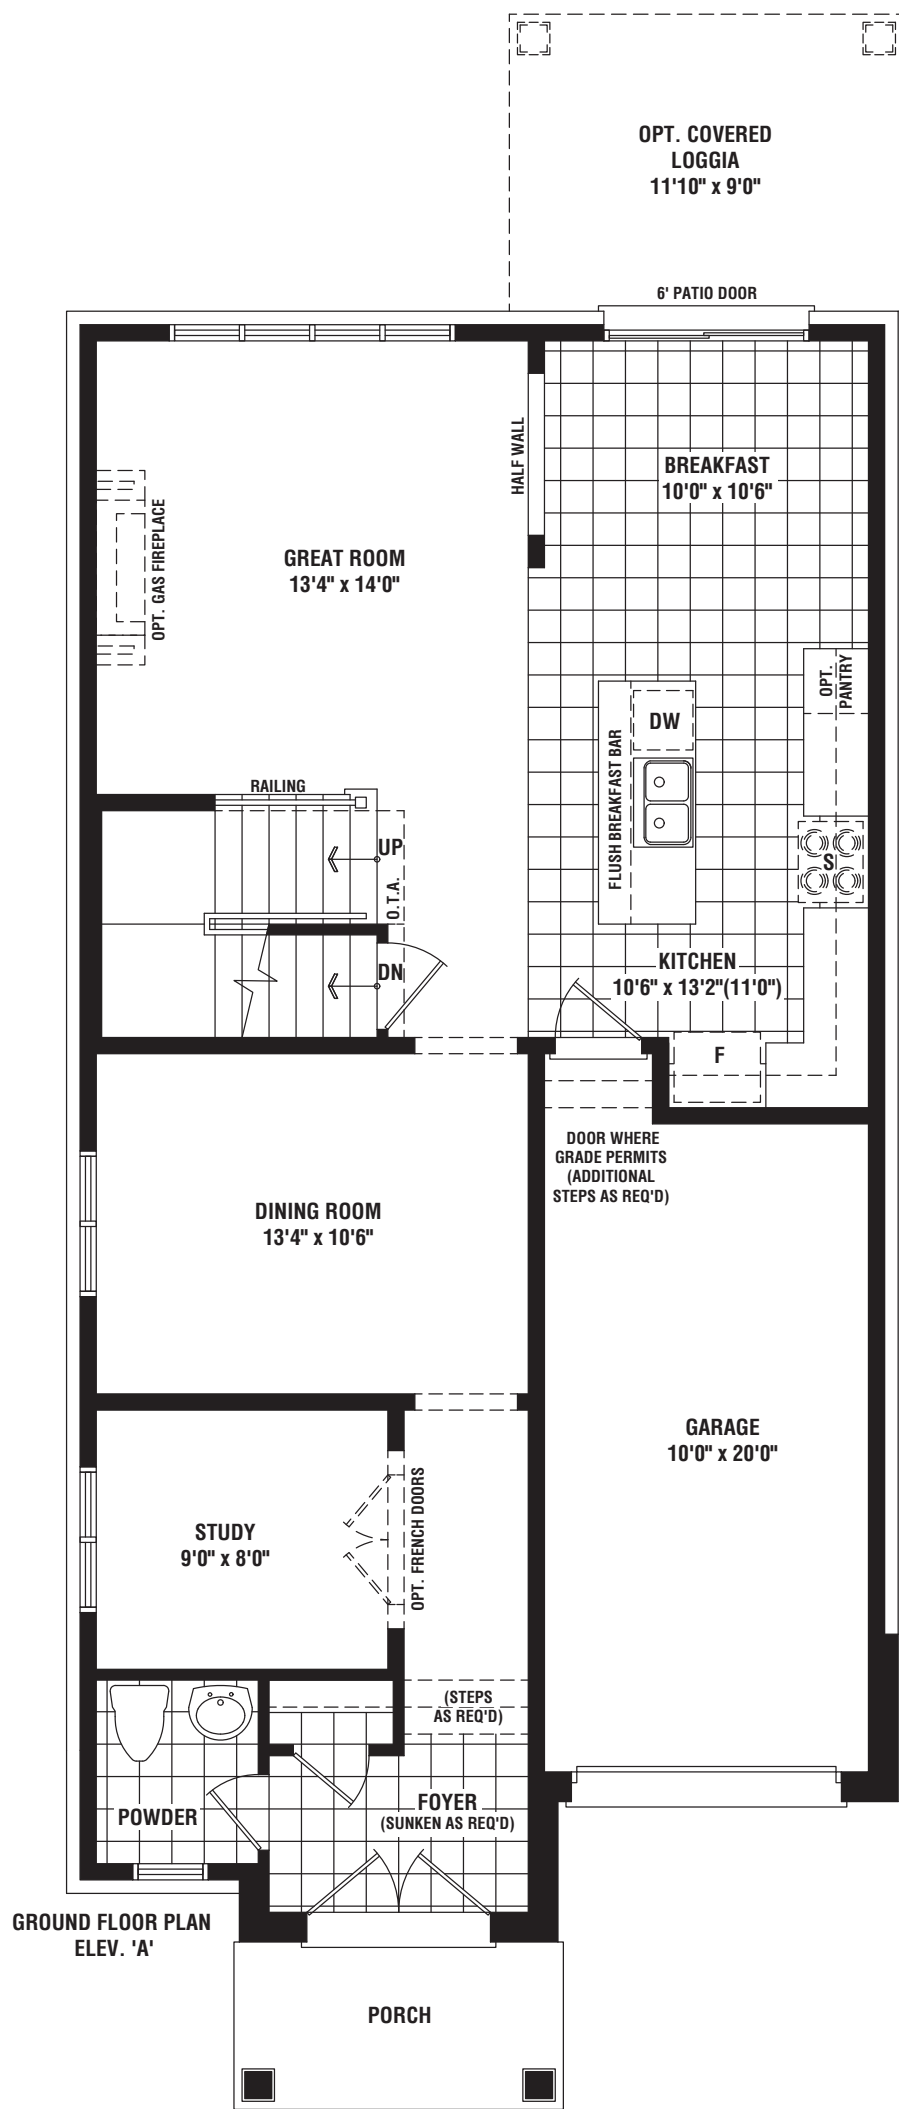 OPT. COVERED
LOGGIA
11'10" x 9'0"
6' PATIO DOOR
HALF WALL
BREAKFAST
10'0" x 10'6"
GREAT ROOM
13'4" x 14'0"
OPT. GAS FIREPLACE
OPT.
PANTRY
DW
FLUSH BREAKFAST BAR
RAILING
UP
O.T.A.
S
DN
KITCHEN
10'6" x 13'2"(11'0")
F
DOOR WHERE
GRADE PERMITS
(ADDITIONAL
STEPS AS REQ'D)
DINING ROOM
13'4" x 10'6"
GARAGE
10'0" x 20'0"
STUDY
9'0" x 8'0"
OPT. FRENCH DOORS
(STEPS
AS REQ'D)
POWDER
FOYER
(SUNKEN AS REQ'D)
GROUND FLOOR PLAN
ELEV. 'A'
PORCH